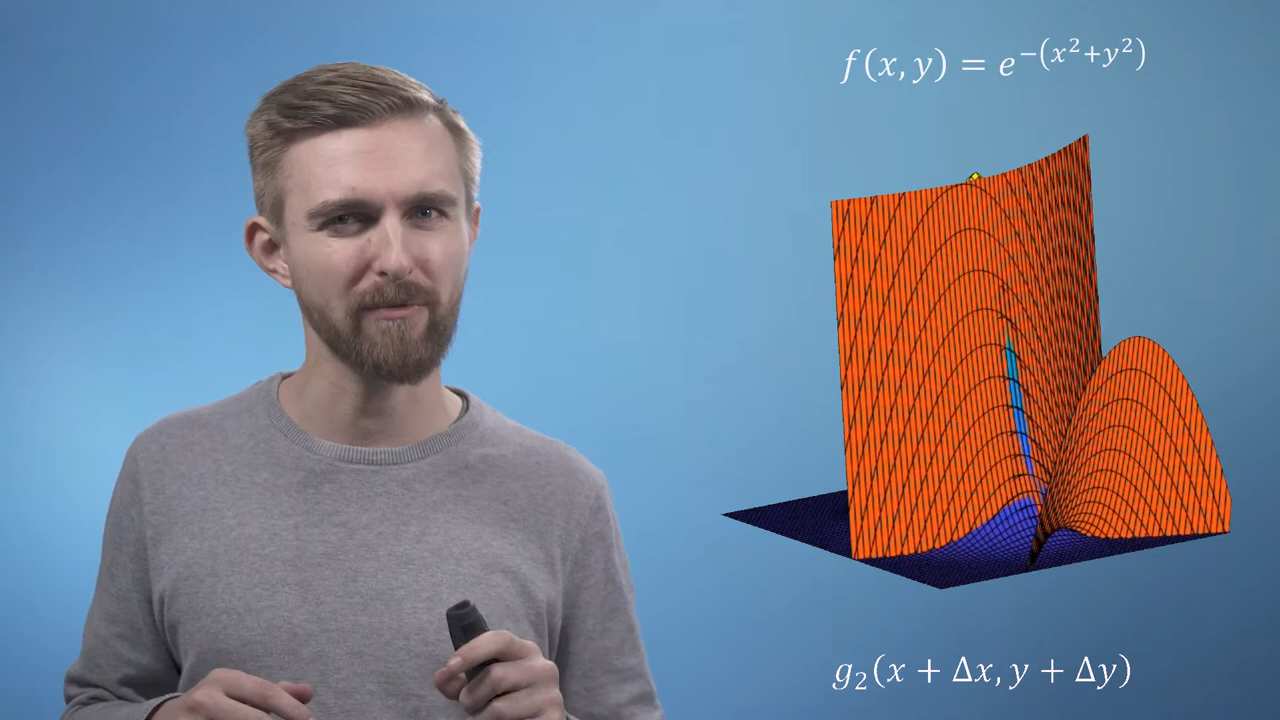 f(x, y) = e^{-(x^2+y^2)}
g_2(x + Δx, y + Δy)